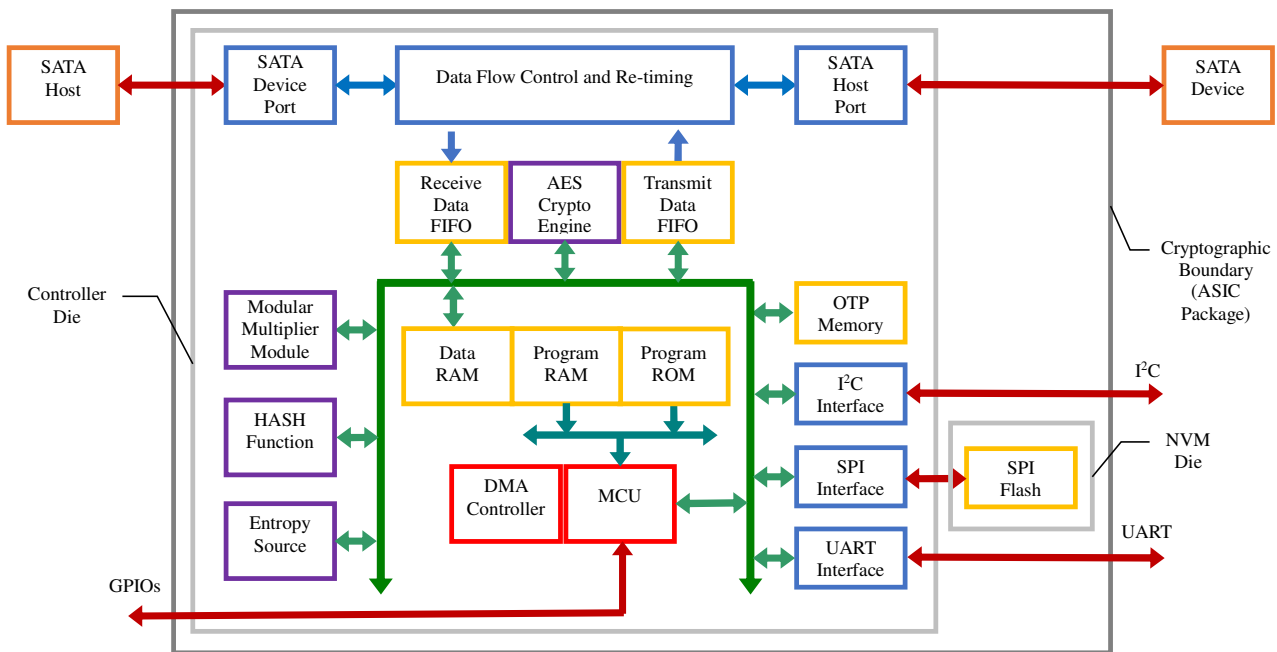 SATA
Host
SATA
Device
Port
Data Flow Control and Re-timing
SATA
Host
Port
SATA
Device
Receive
Data
FIFO
AES
Crypto
Engine
Transmit
Data
FIFO
Cryptographic
Boundary
(ASIC
Package)
Controller
Die
Modular
Multiplier
Module
OTP
Memory
Data
RAM
Program
RAM
Program
ROM
I²C
Interface
I²C
HASH
Function
NVM
Die
SPI
Interface
SPI
Flash
DMA
Controller
MCU
Entropy
Source
UART
Interface
UART
GPIOs